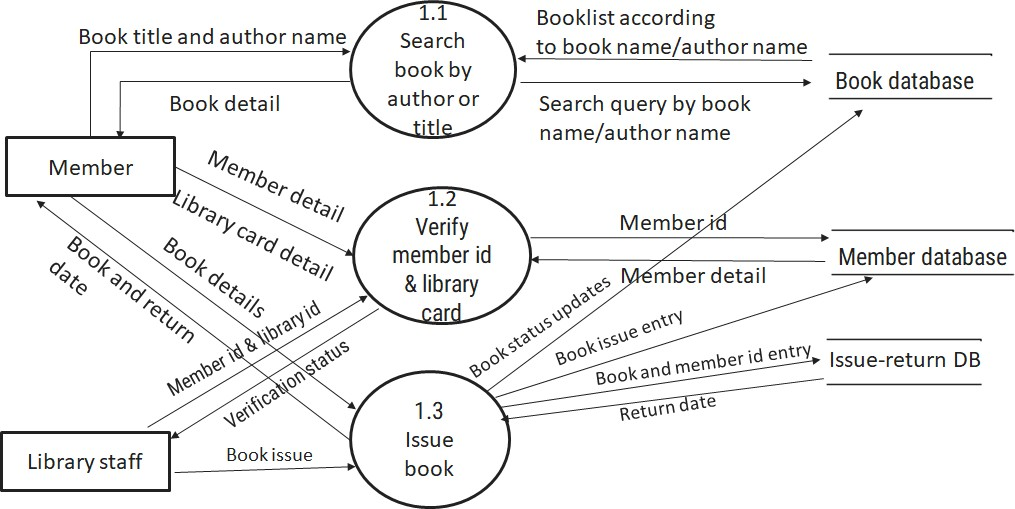 Book title and author name
1.1
Search
book by
author or
title
Booklist according
to book name/author name
Book database
Book detail
Search query by book
name/author name
Member
Member detail
Library card detail
1.2
Verify
member id
& library
card
Member id
Member database
Member detail
Book details
Book and return
date
Member id & library id
Verification status
Book status updates
Book issue entry
Book and member id entry
Issue-return DB
Return date
1.3
Issue
book
Library staff
Book issue